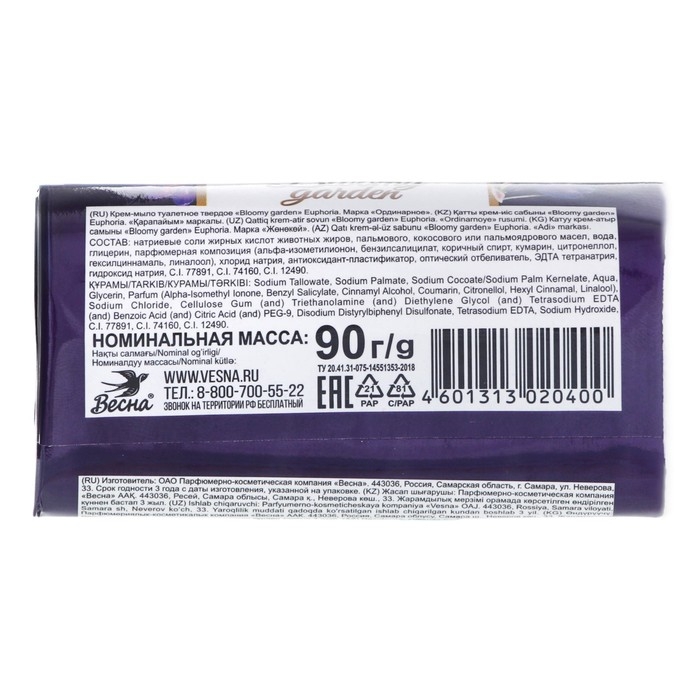 garden
(RU) Крем-мыло туалетное твердое «Bloomy garden» Euphoria. Марка «Ординарное». (KZ) Қатты крем-иіс сабыны «Bloomy garden»
Euphoria. «Қарапайым» маркалы. (UZ) Qattiq krem-atir sovun «Bloomy garden» Euphoria. «Ordinarnoye» rusumi. (KG) Катуу крем-атыр
самыны «Bloomy garden» Euphoria. Марка «Жөнөкөй». (AZ) Qatı krem-əl-üz sabunu «Bloomy garden» Euphoria. «Adi» markası.
СОСТАВ: натриевые соли жирных кислот животных жиров, пальмового, кокосового или пальмоядрового масел, вода,
глицерин, парфюмерная композиция (альфа-изометилионон, бензилсалицилат, коричный спирт, кумарин, цитронеллол,
гексилциннамаль, линалоол), хлорид натрия, антиоксидант-пластификатор, оптический отбеливатель, ЭДТА тетранатрия,
гидроксид натрия, C.I. 77891, C.I. 74160, C.I. 12490.
ҚҰРАМЫ/TARKIB/КУРАМЫ/TƏRKİBİ: Sodium Tallowate, Sodium Palmate, Sodium Cocoate/Sodium Palm Kernelate, Aqua,
Glycerin, Parfum (Alpha-Isomethyl Ionone, Benzyl Salicylate, Cinnamyl Alcohol, Coumarin, Citronellol, Hexyl Cinnamal, Linalool),
Sodium Chloride, Cellulose Gum (and) Triethanolamine (and) Diethylene Glycol (and) Tetrasodium EDTA
(and) Benzoic Acid (and) Citric Acid (and) PEG-9, Disodium Distyrylbiphenyl Disulfonate, Tetrasodium EDTA, Sodium Hydroxide,
C.I. 77891, C.I. 74160, C.I. 12490.
НОМИНАЛЬНАЯ МАССА: 90 г/g
Нақты салмағы/Nominal og'irligi/
Номиналдуу массасы/Nominal kütlə:
ТУ 20.41.31-075-14551353-2018
Весна®
WWW.VESNA.RU
ТЕЛ.: 8-800-700-55-22
ЗВОНОК НА ТЕРРИТОРИИ РФ БЕСПЛАТНЫЙ
EAC
21
PAP
81
C/PAP
4 601313 020400
(RU) Изготовитель: ОАО Парфюмерно-косметическая компания «Весна». 443036, Россия, Самарская область, г. Самара, ул. Неверова,
33. Срок годности 3 года с даты изготовления, указанной на упаковке. (KZ) Жасап шығарушы: Парфюмерно-косметическая компания
«Весна» ААҚ. 443036, Ресей, Самара облысы, Самара қ., Неверова көш., 33. Жарамдылық мерзімі орамада көрсетілген өндірілген
күннен бастап 3 жыл. (UZ) Ishlab chiqaruvchi: Parfyumerno-kosmeticheskaya kompaniya «Vesna» OAJ. 443036, Rossiya, Samara viloyati,
Samara sh, Neverov ko'ch. 33. Yaroqlilik muddati qadoqda ko'rsatilgan ishlab chiqarilgan kundan boshlab 3 yil. (KG)